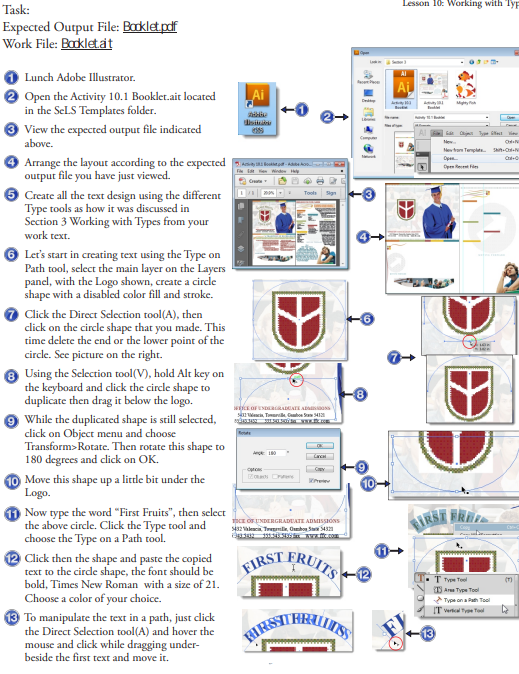 Lesson 10: Working with Typ
Task:
Expected Output File: Booklet.pdf
Work File: Booklet.ait
1 Lunch Adobe Illustrator.
2 Open the Activity 10.1 Booklet.ait located
in the SeLS Templates folder.
3 View the expected output file indicated
above.
4 Arrange the layout according to the expected
output file you have just viewed.
5 Create all the text design using the different
Type tools as how it was discussed in
Section 3 Working with Types from your
work text.
6 Let's start in creating text using the Type on
Path tool, select the main layer on the Layers
panel, with the Logo shown, create a circle
shape with a disabled color fill and stroke.
7 Click the Direct Selection tool(A), then
click on the circle shape that you made. This
time delete the end or the lower point of the
circle. See picture on the right.
8 Using the Selection tool(V), hold Alt key on
the keyboard and click the circle shape to
duplicate then drag it below the logo.
9 While the duplicated shape is still selected,
click on Object menu and choose
Transform>Rotate. Then rotate this shape to
180 degrees and click on OK.
10 Move this shape up a little bit under the
Logo.
11 Now type the word “First Fruits”, then select
the above circle. Click the Type tool and
choose the Type on a Path tool.
12 Click then the shape and paste the copied
text to the circle shape, the font should be
bold, Times New Roman with a size of 21.
Choose a color of your choice.
13 To manipulate the text in a path, just click
the Direct Selection tool(A) and hover the
mouse and click while dragging under-
beside the first text and move it.
Ai
Adobe
Illustrator
1
2
Open
Look in:
Section 3
Recent Places
Desktop
Libraries
Computer
Network
Activity 10.1
Booklet
Activity 10.1
Booklet
Mighty Fish
File name:
Activity 10.1 Booklet
Open
Files of type:
File Edit Object Type Effect
New...
New from Template...
Open...
Open Recent Files
Activity 10.1 Booklet.pdf
File Edit View Window Help
Create
Tools
Sign
3
4
6
7
8
OFFICE OF UNDERGRADUATE ADMISSIONS
5432 Valencia, Townsville, Gamboa State 54321
www.ffc.com
Rotate
Angle: 180
OK
Cancel
Options
Copy
Objects
Patterns
Preview
9
10
OFFICE OF UNDERGRADUATE ADMISSIONS
5432 Valencia, Townsville, Gamboa State 54321
www.ffc.com
FIRST FRUITS
11
Type Tool
Area Type Tool
Type on a Path Tool
Vertical Type Tool
FIRST FRUITS
12
13